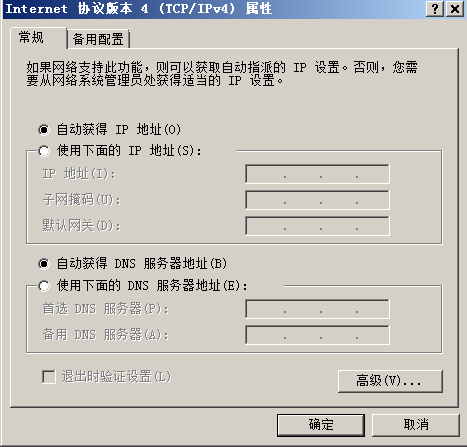 Internet 协议版本 4 (TCP/IPv4) 属性
常规 备用配置
如果网络支持此功能，则可以获取自动指派的 IP 设置。否则，您需
要从网络系统管理员处获得适当的 IP 设置。
自动获得 IP 地址(O)
使用下面的 IP 地址(S):
IP 地址(I):
子网掩码(U):
默认网关(D):
自动获得 DNS 服务器地址(B)
使用下面的 DNS 服务器地址(E):
首选 DNS 服务器(P):
备用 DNS 服务器(A):
退出时验证设置(L)
高级(V)...
确定 取消